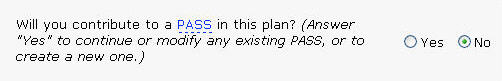 Will you contribute to a PASS in this plan? (Answer
"Yes" to continue or modify any existing PASS, or to
create a new one.)
Yes No